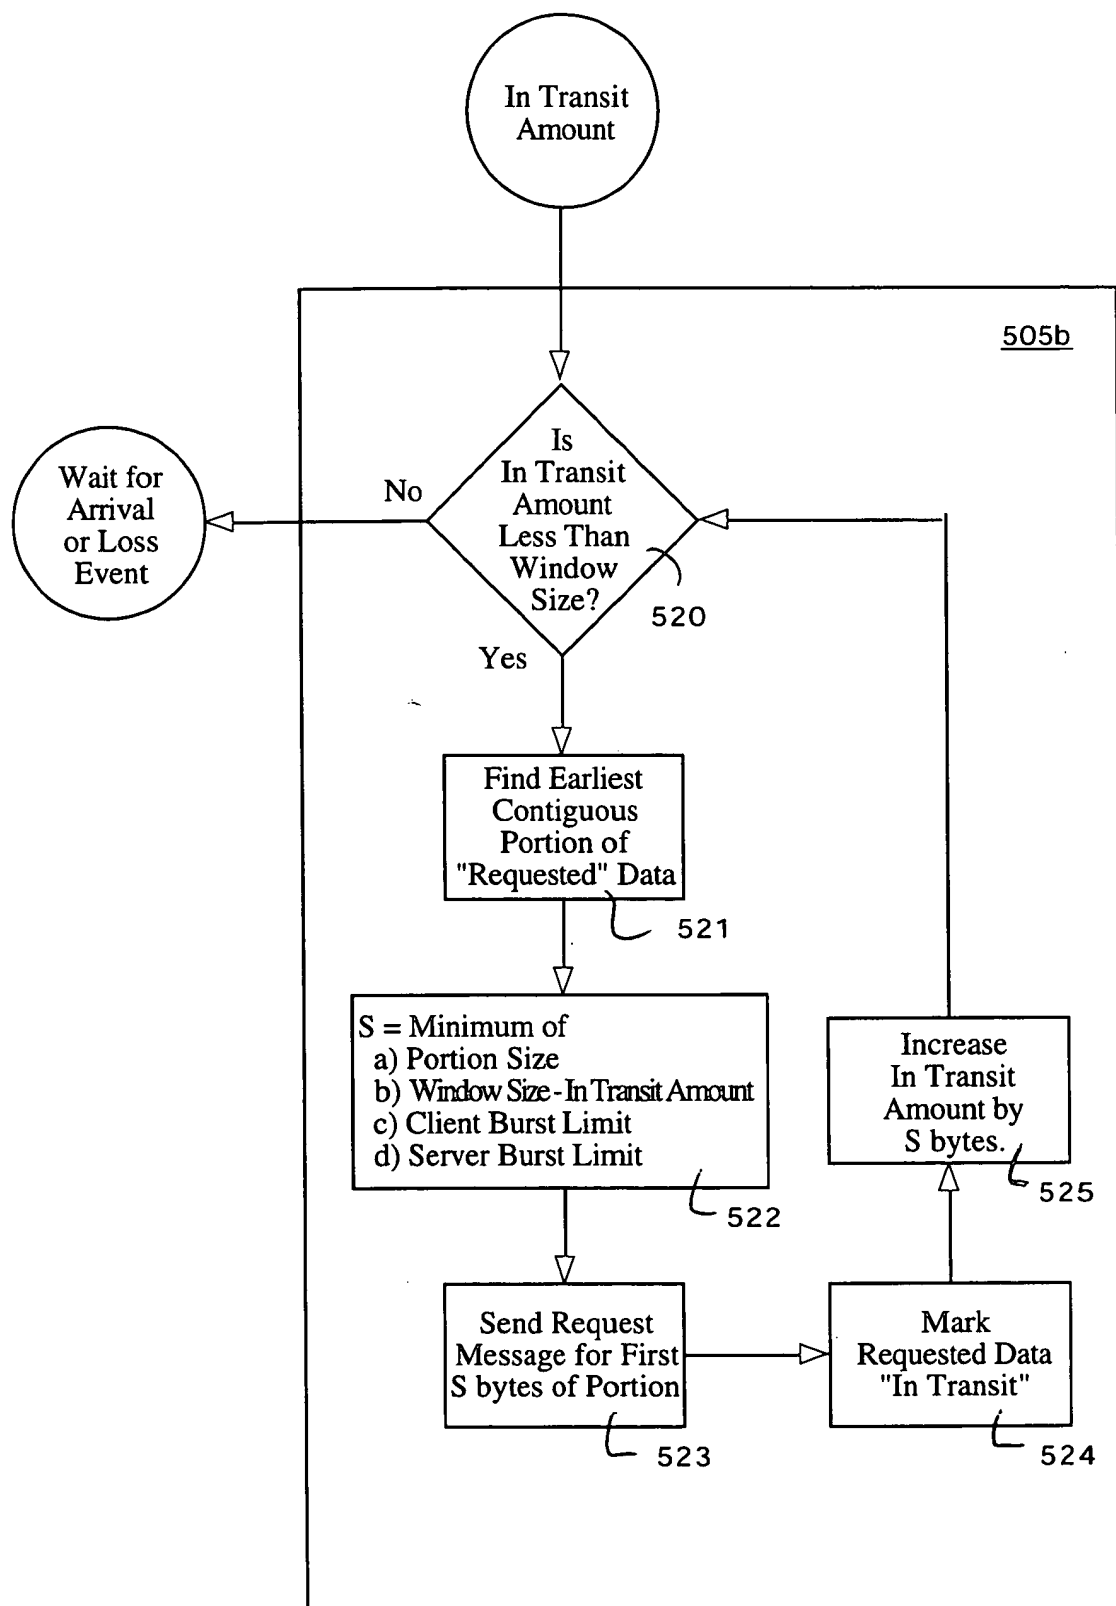 In Transit
Amount
505b
Is
In Transit
Amount
Less Than
Window
Size?
520
No
Wait for
Arrival
or Loss
Event
Yes
Find Earliest
Contiguous
Portion of
"Requested" Data
521
S = Minimum of
a) Portion Size
b) Window Size - In Transit Amount
c) Client Burst Limit
d) Server Burst Limit
522
Increase
In Transit
Amount by
S bytes.
525
Send Request
Message for First
S bytes of Portion
523
Mark
Requested Data
"In Transit"
524